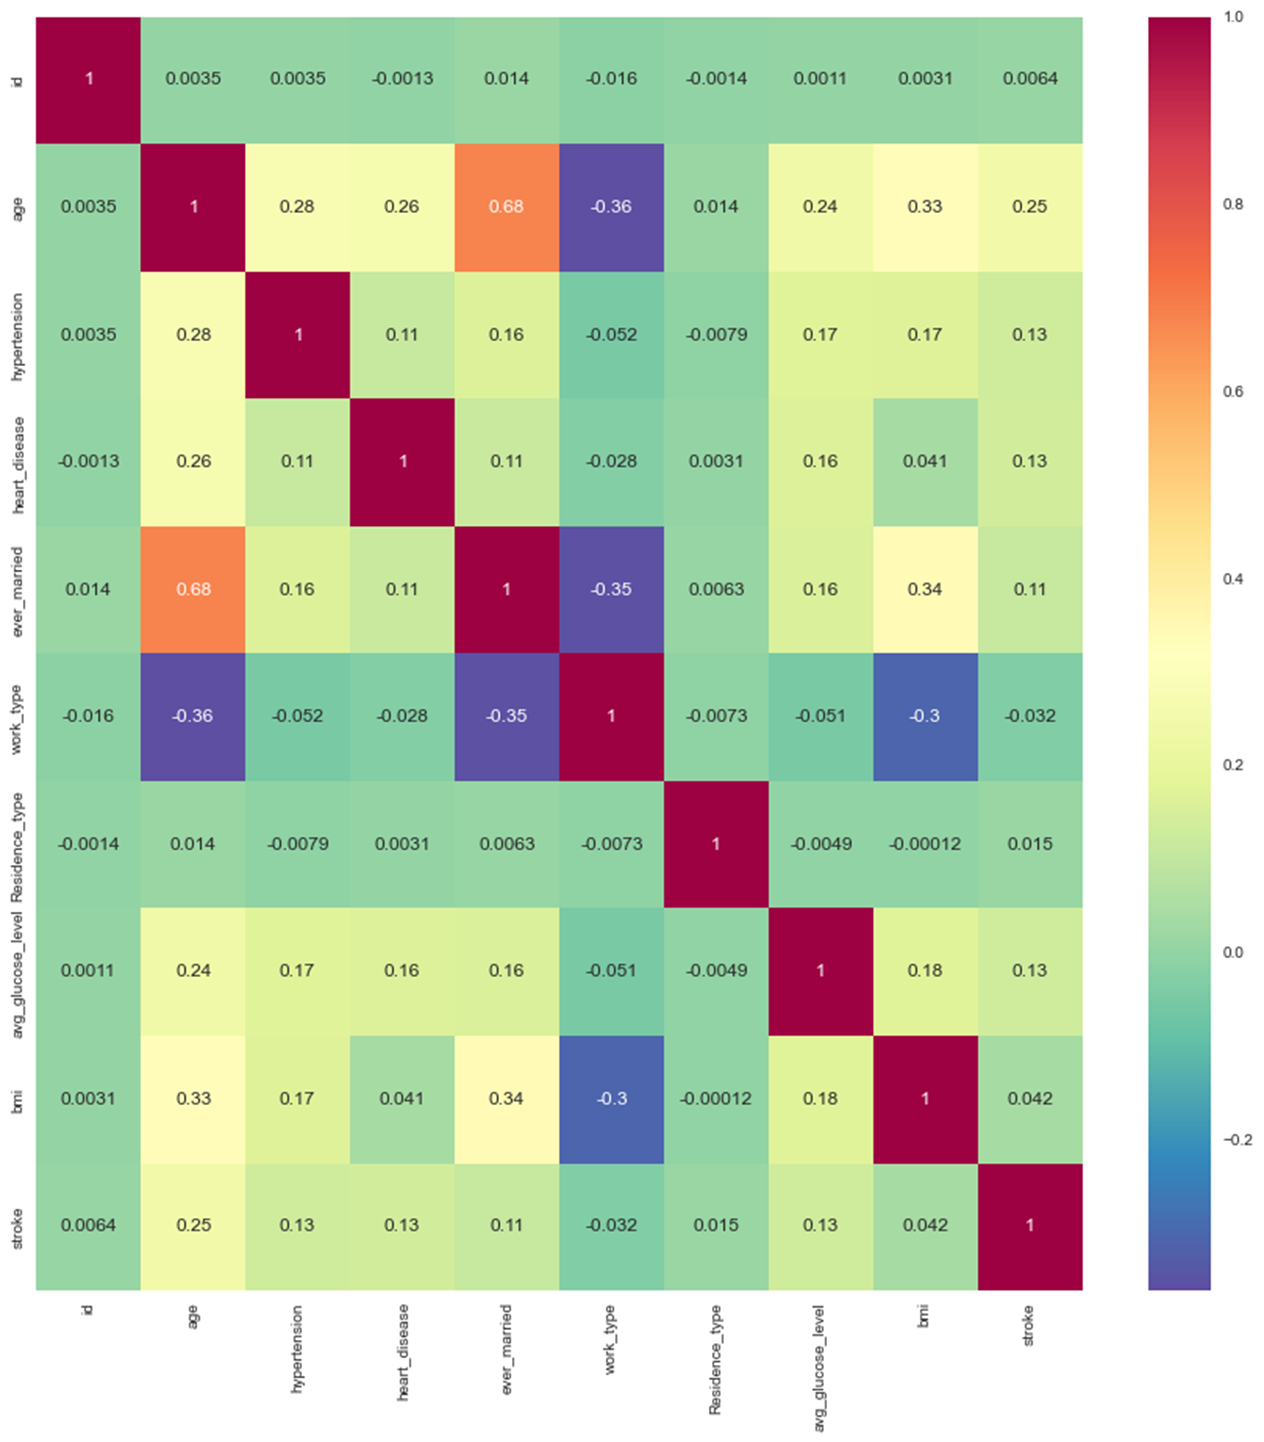 id 1 0.0035 0.0035 -0.0013 0.014 -0.016 -0.0014 0.0011 0.0031 0.0064
age 0.0035 1 0.28 0.26 0.68 -0.36 0.014 0.24 0.33 0.25
hypertension 0.0035 0.28 1 0.11 0.16 -0.052 -0.0079 0.17 0.17 0.13
heart_disease -0.0013 0.26 0.11 1 0.11 -0.028 0.0031 0.16 0.041 0.13
ever_married 0.014 0.68 0.16 0.11 1 -0.35 0.0063 0.16 0.34 0.11
work_type -0.016 -0.36 -0.052 -0.028 -0.35 1 -0.0073 -0.051 -0.3 -0.032
Residence_type -0.0014 0.014 -0.0079 0.0031 0.0063 -0.0073 1 -0.0049 -0.00012 0.015
avg_glucose_level 0.0011 0.24 0.17 0.16 0.16 -0.051 -0.0049 1 0.18 0.13
bmi 0.0031 0.33 0.17 0.041 0.34 -0.3 -0.00012 0.18 1 0.042
stroke 0.0064 0.25 0.13 0.13 0.11 -0.032 0.015 0.13 0.042 1
id age hypertension heart_disease ever_married work_type Residence_type avg_glucose_level bmi stroke
1.0
0.8
0.6
0.4
0.2
0.0
−0.2